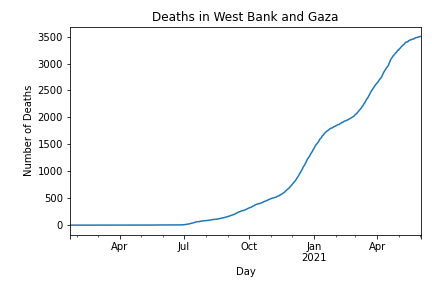 Deaths in West Bank and Gaza
Number of Deaths
3500
3000
2500
2000
1500
1000
500
0
Apr
Jul
Oct
Jan
2021
Apr
Day